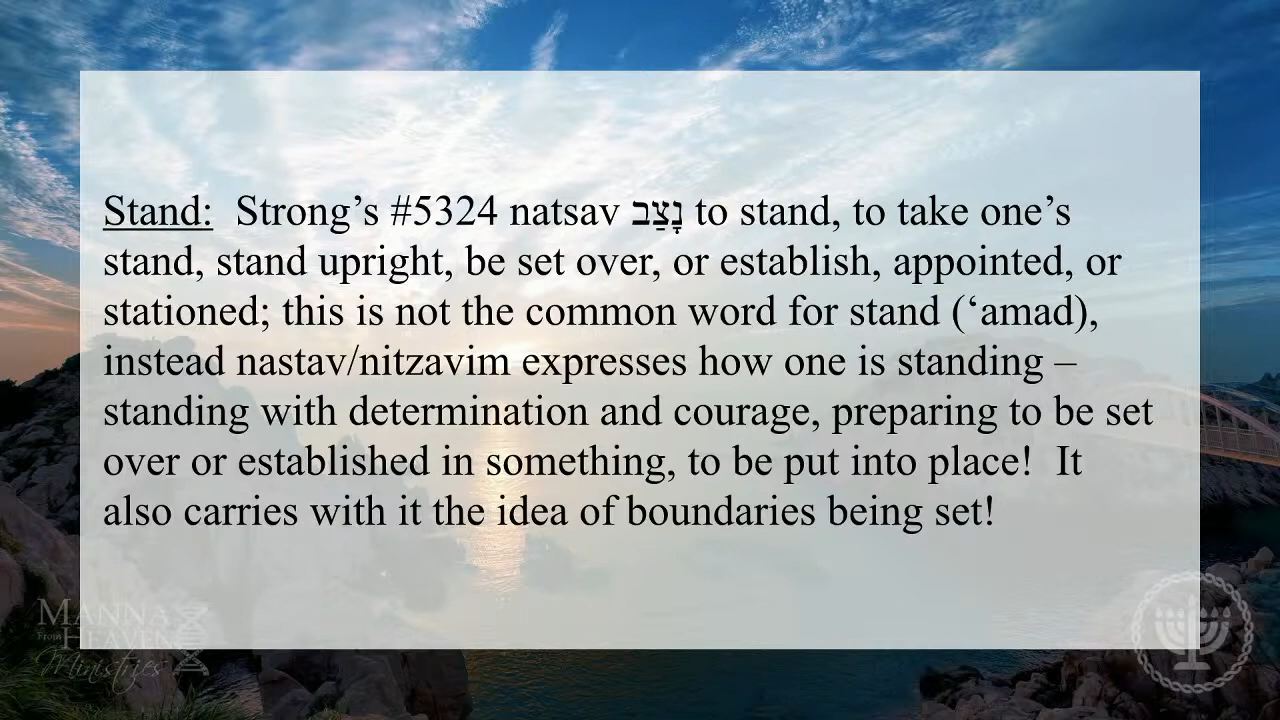 Stand:  Strong’s #5324 natsav נָצַב to stand, to take one’s
stand, stand upright, be set over, or establish, appointed, or
stationed; this is not the common word for stand (‘amad),
instead nastav/nitzavim expresses how one is standing –
standing with determination and courage, preparing to be set
over or established in something, to be put into place!  It
also carries with it the idea of boundaries being set!
MANNA
From HEAVEN
Ministries